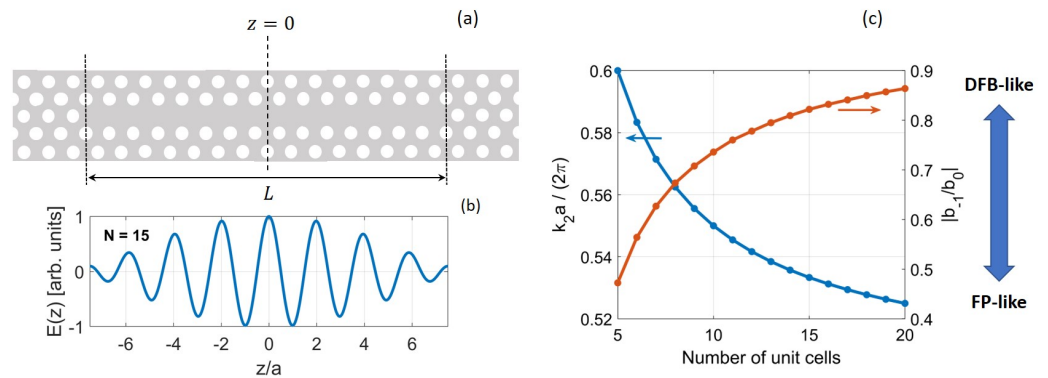 (a)
z = 0
L
(b)
N = 15
E(z) [arb. units]
1
0
-1
-6 -4 -2 0 2 4 6
z/a
(c)
k₂a / (2π)
0.6
0.58
0.56
0.54
0.52
5 10 15 20
Number of unit cells
0.9
0.8
0.7
0.6
0.5
0.4
|b₋₁/b₀|
DFB-like
FP-like